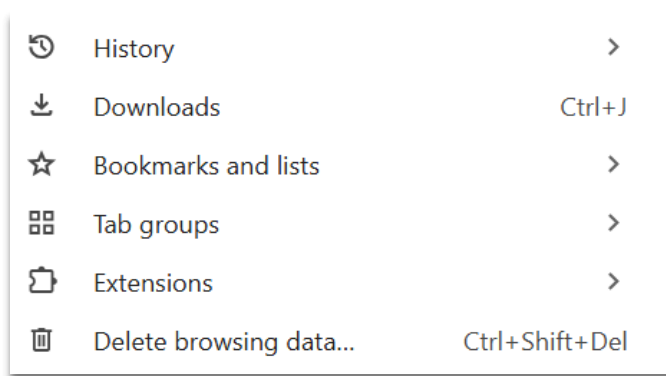 History
Downloads Ctrl+J
Bookmarks and lists
Tab groups
Extensions
Delete browsing data... Ctrl+Shift+Del